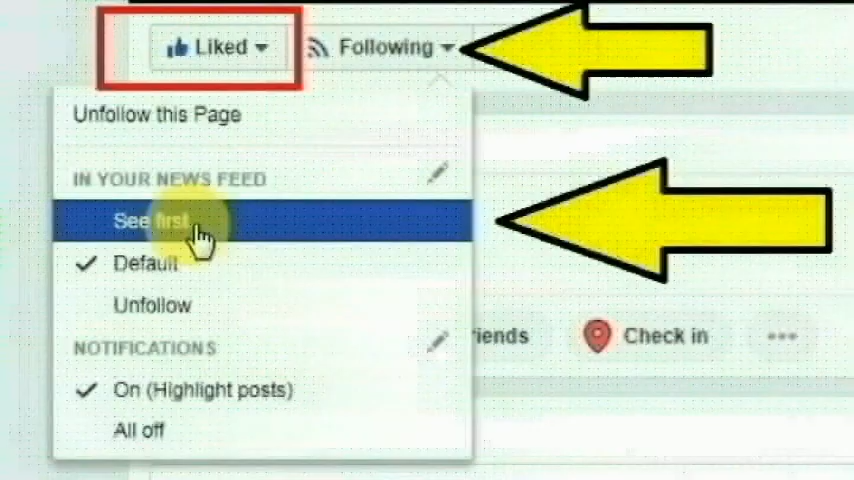 Liked Following
Unfollow this Page
IN YOUR NEWS FEED
See first
Default
Unfollow
riends Check in
NOTIFICATIONS
On (Highlight posts)
All off